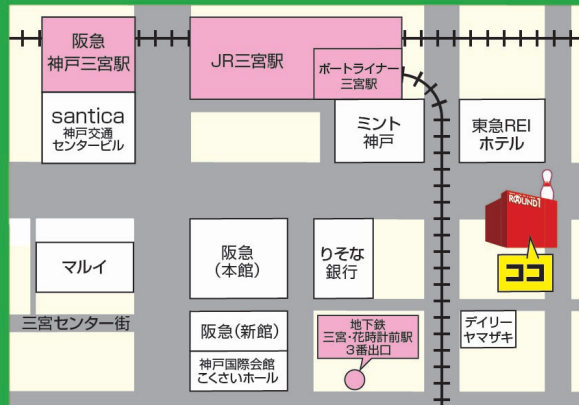 阪急
神戸三宮駅
JR三宮駅
ポートライナー
三宮駅
santica
神戸交通
センタービル
ミント
神戸
東急REI
ホテル
ROUND1
ココ
マルイ
阪急
(本館)
りそな
銀行
三宮センター街
阪急(新館)
神戸国際会館
こくさいホール
地下鉄
三宮・花時計前駅
3番出口
デイリー
ヤマザキ